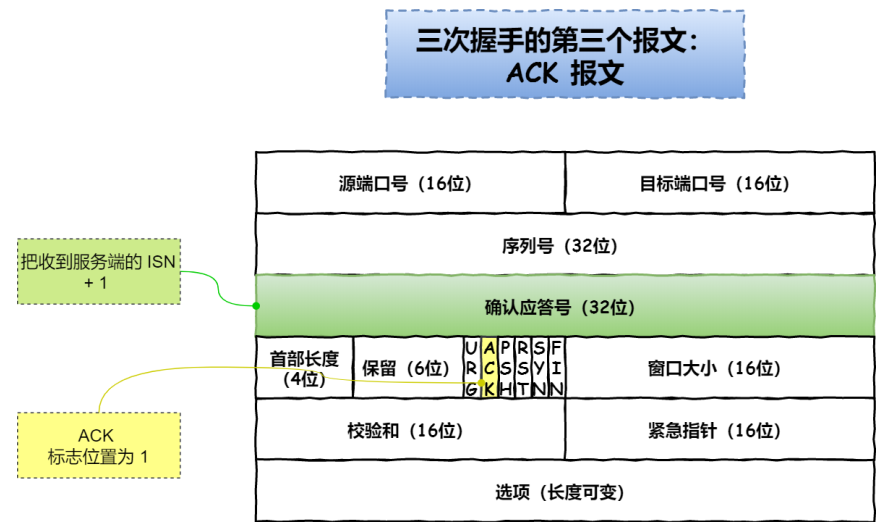 三次握手的第三个报文：
ACK 报文
源端口号（16位）
目标端口号（16位）
序列号（32位）
把收到服务端的 ISN
+ 1
确认应答号（32位）
首部长度
（4位）
保留（6位）
URG
ACK
PSH
RST
SYN
FIN
窗口大小（16位）
ACK
标志位置为 1
校验和（16位）
紧急指针（16位）
选项（长度可变）